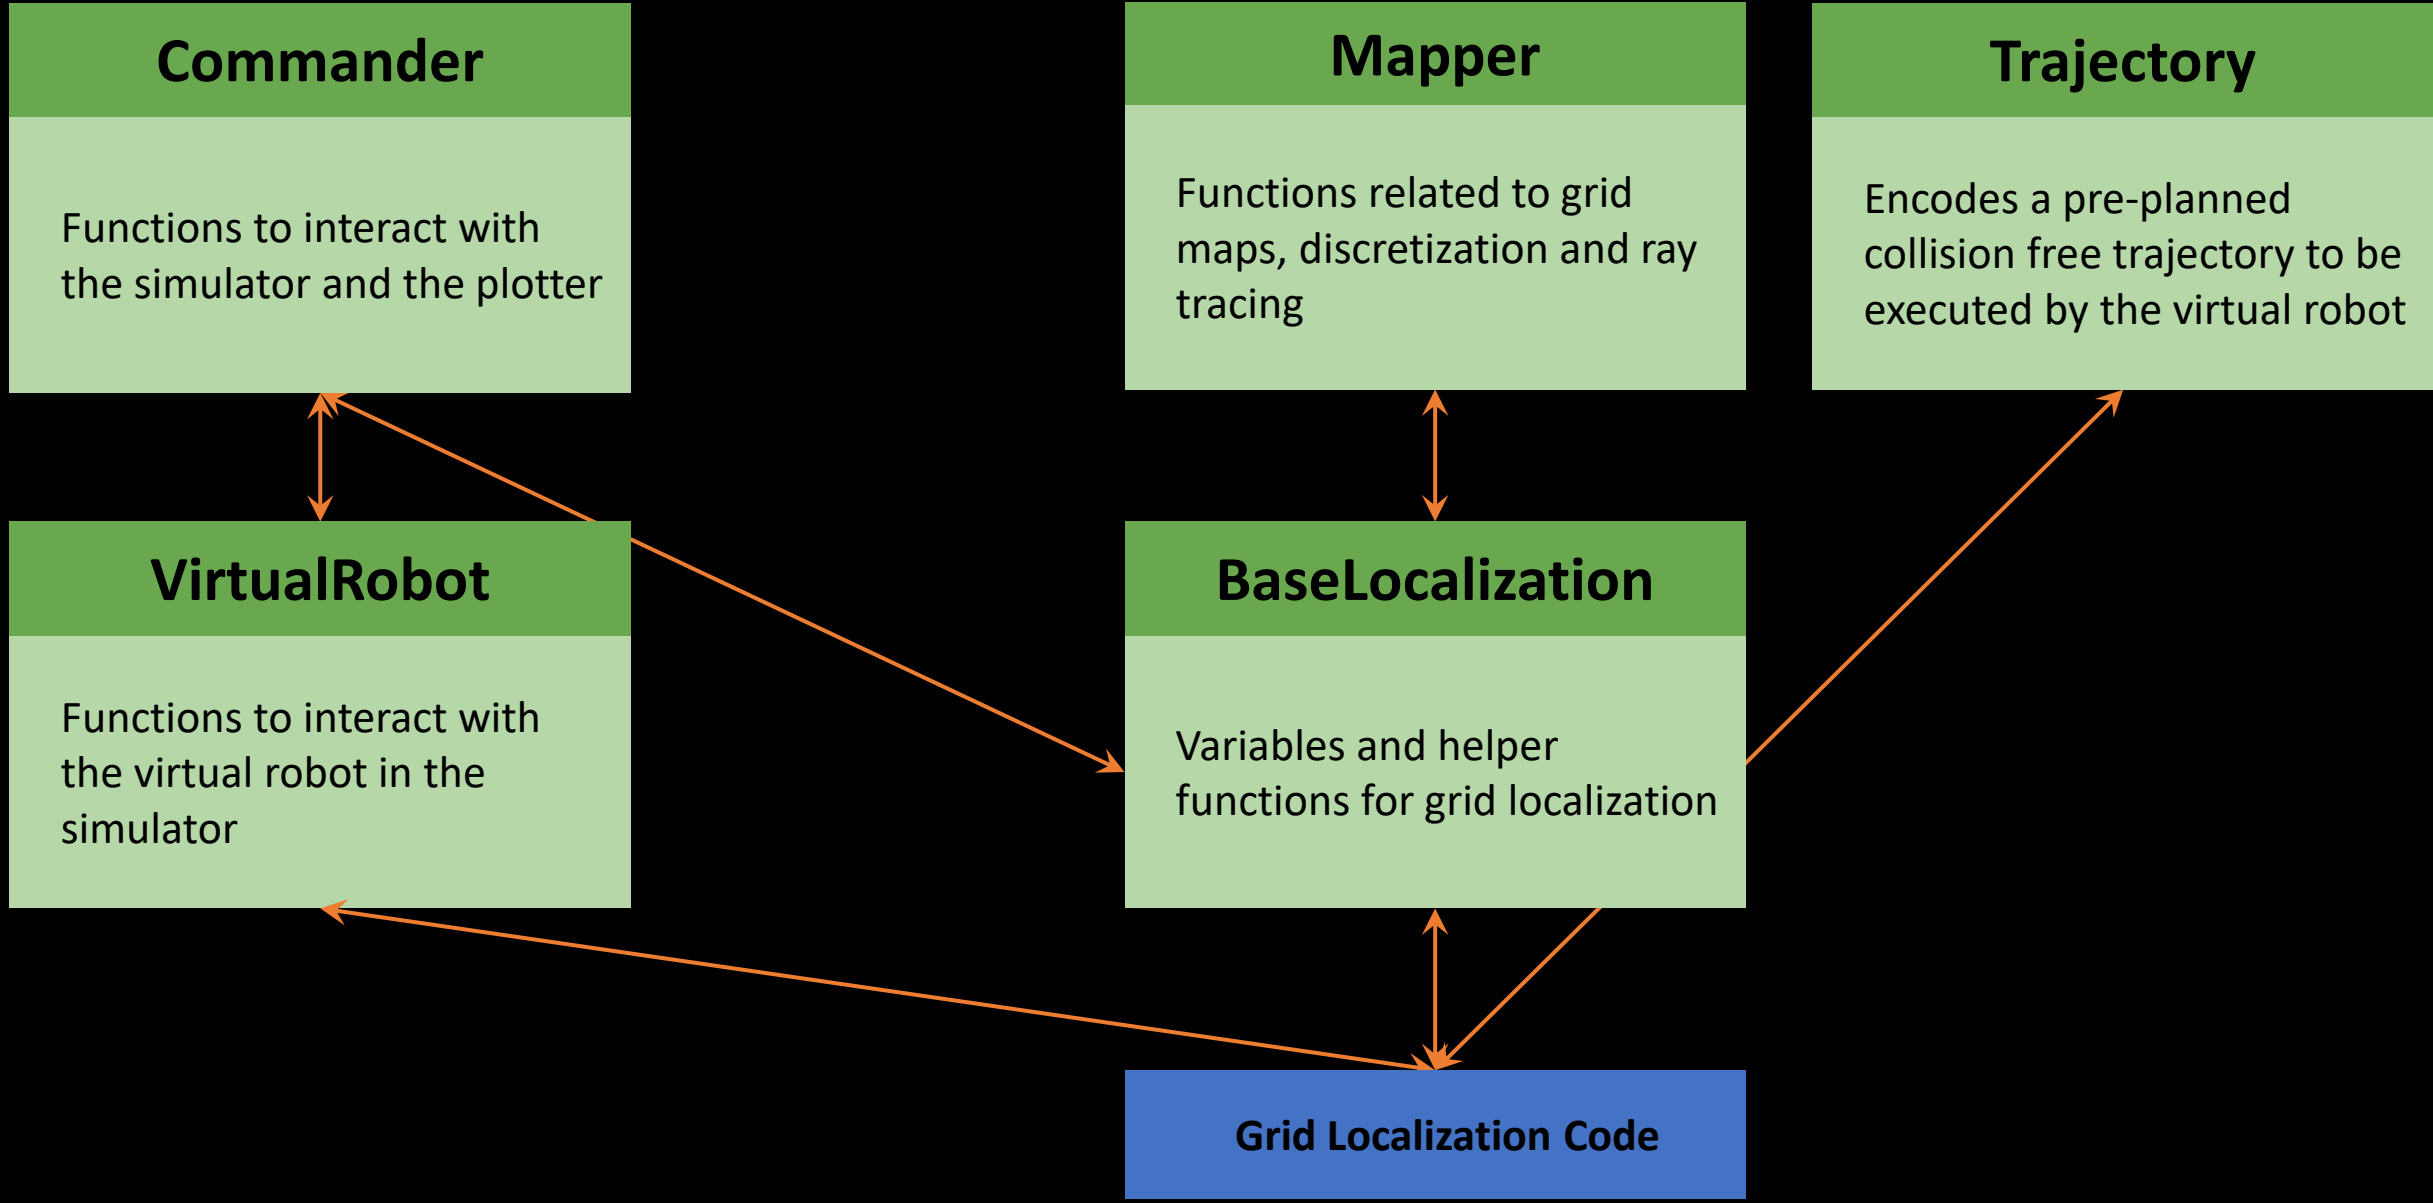 Commander
Functions to interact with
the simulator and the plotter
Mapper
Functions related to grid
maps, discretization and ray
tracing
Trajectory
Encodes a pre-planned
collision free trajectory to be
executed by the virtual robot
VirtualRobot
Functions to interact with
the virtual robot in the
simulator
BaseLocalization
Variables and helper
functions for grid localization
Grid Localization Code